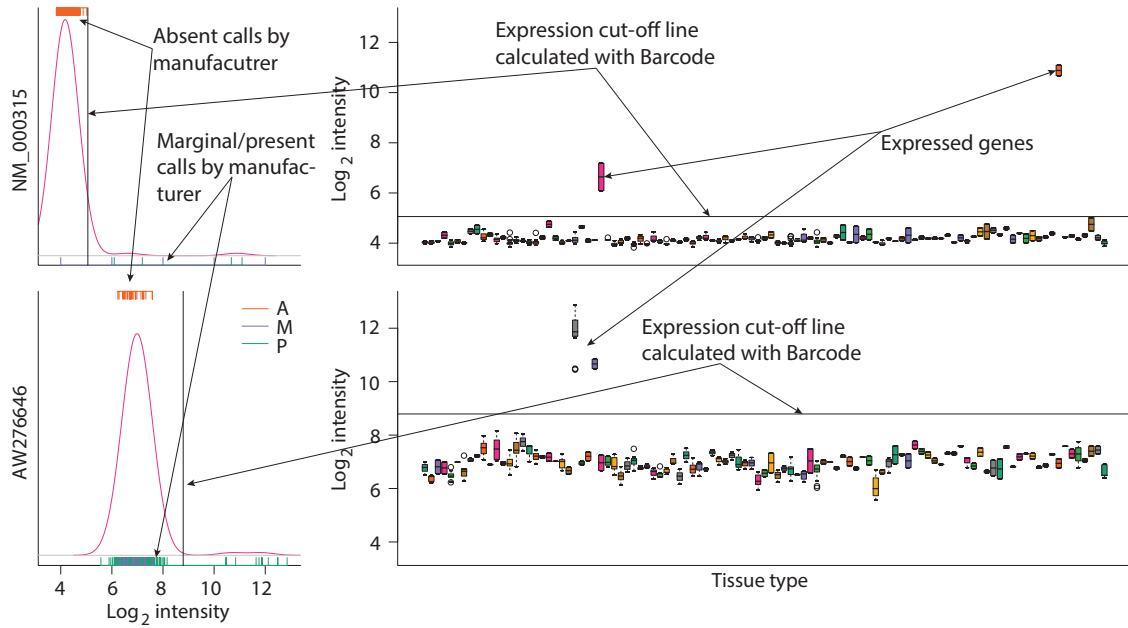 Absent calls by
manufacutrer
Marginal/present
calls by manufac-
turer
NM_000315
Expression cut-off line
calculated with Barcode
Expressed genes
Log2 intensity
12
10
8
6
4
A
M
P
AW276646
4 6 8 10 12
Log2 intensity
Expression cut-off line
calculated with Barcode
Log2 intensity
12
10
8
6
4
Tissue type